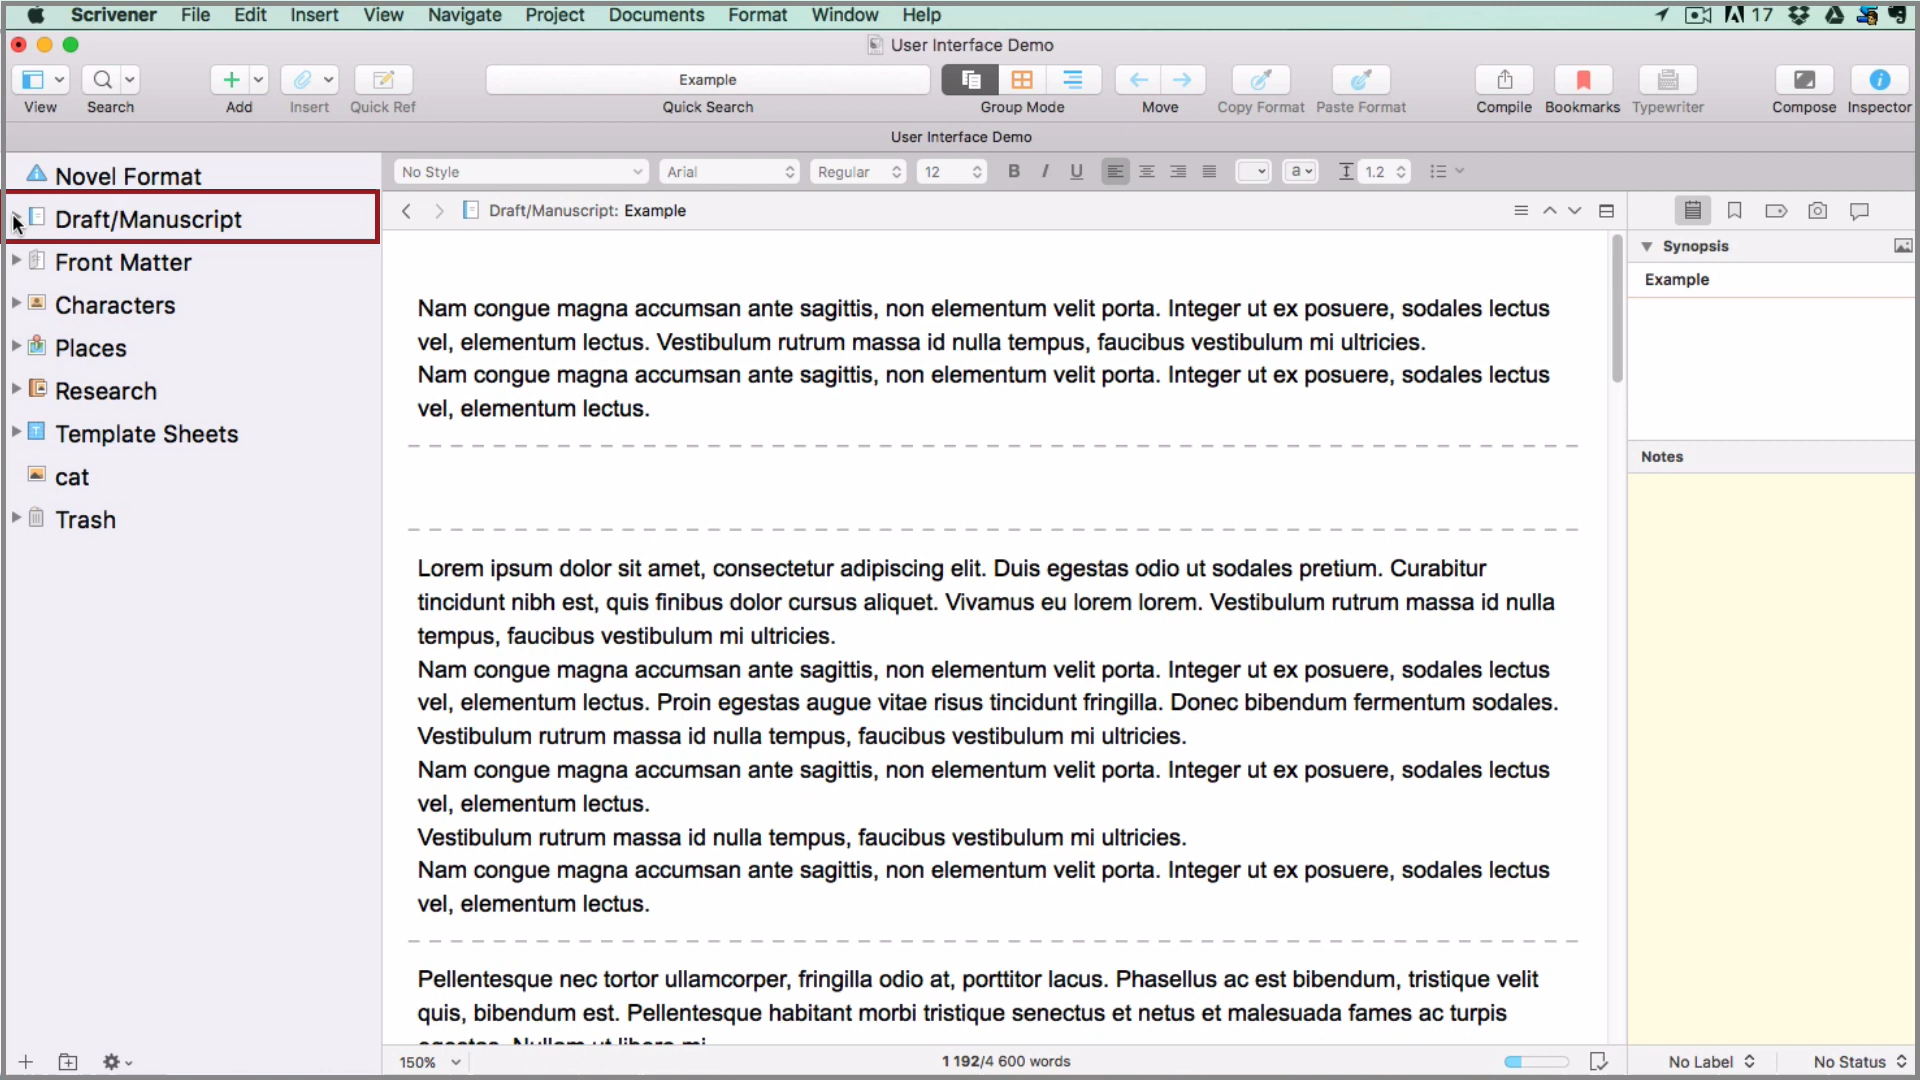 Scrivener File Edit Insert View Navigate Project Documents Format Window Help 17
User Interface Demo
Example
View Search Add Insert Quick Ref Quick Search Group Mode Move Copy Format Paste Format Compile Bookmarks Typewriter Compose Inspector
User Interface Demo
No Style Arial Regular 12 B I U a 1.2
Novel Format
Draft/Manuscript
Front Matter
Characters
Places
Research
Template Sheets
cat
Trash
Draft/Manuscript: Example
Nam congue magna accumsan ante sagittis, non elementum velit porta. Integer ut ex posuere, sodales lectus
vel, elementum lectus. Vestibulum rutrum massa id nulla tempus, faucibus vestibulum mi ultricies.
Nam congue magna accumsan ante sagittis, non elementum velit porta. Integer ut ex posuere, sodales lectus
vel, elementum lectus.
Lorem ipsum dolor sit amet, consectetur adipiscing elit. Duis egestas odio ut sodales pretium. Curabitur
tincidunt nibh est, quis finibus dolor cursus aliquet. Vivamus eu lorem lorem. Vestibulum rutrum massa id nulla
tempus, faucibus vestibulum mi ultricies.
Nam congue magna accumsan ante sagittis, non elementum velit porta. Integer ut ex posuere, sodales lectus
vel, elementum lectus. Proin egestas augue vitae risus tincidunt fringilla. Donec bibendum fermentum sodales.
Vestibulum rutrum massa id nulla tempus, faucibus vestibulum mi ultricies.
Nam congue magna accumsan ante sagittis, non elementum velit porta. Integer ut ex posuere, sodales lectus
vel, elementum lectus.
Vestibulum rutrum massa id nulla tempus, faucibus vestibulum mi ultricies.
Nam congue magna accumsan ante sagittis, non elementum velit porta. Integer ut ex posuere, sodales lectus
vel, elementum lectus.
Pellentesque nec tortor ullamcorper, fringilla odio at, porttitor lacus. Phasellus ac est bibendum, tristique velit
quis, bibendum est. Pellentesque habitant morbi tristique senectus et netus et malesuada fames ac turpis
egestas. Nullam ut libero mi
Synopsis
Example
Notes
150% 1 192/4 600 words No Label No Status